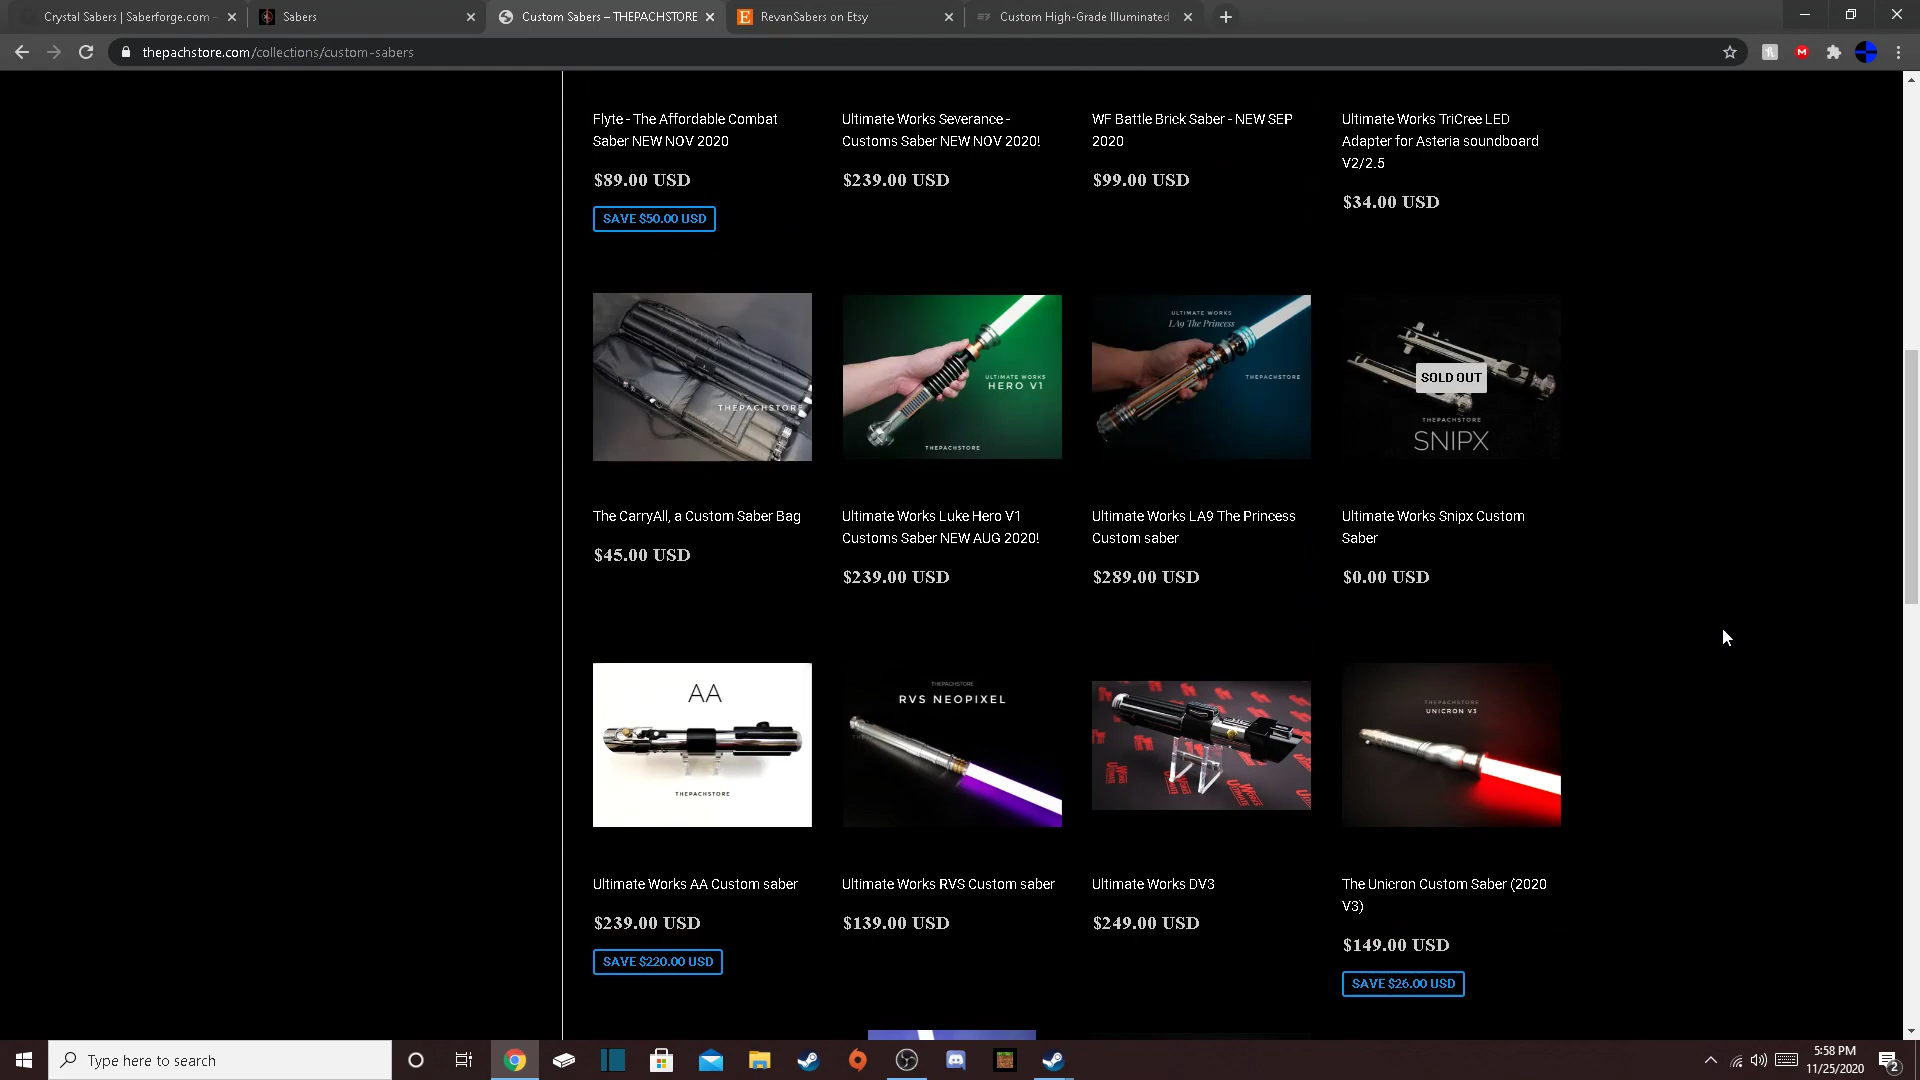 Crystal Sabers | Saberforge.com -
Sabers
Custom Sabers – THEPACHSTORE
RevanSabers on Etsy
Custom High-Grade Illuminated
thepachstore.com/collections/custom-sabers
Flyte - The Affordable Combat
Saber NEW NOV 2020
$89.00 USD
SAVE $50.00 USD
Ultimate Works Severance -
Customs Saber NEW NOV 2020!
$239.00 USD
WF Battle Brick Saber - NEW SEP
2020
$99.00 USD
Ultimate Works TriCree LED
Adapter for Asteria soundboard
V2/2.5
$34.00 USD
THEPACHSTORE
ULTIMATE WORKS
HERO V1
THEPACHSTORE
ULTIMATE WORKS
LA9 The Princess
THEPACHSTORE
SOLD OUT
THEPACHSTORE
SNIPX
The CarryAll, a Custom Saber Bag
$45.00 USD
Ultimate Works Luke Hero V1
Customs Saber NEW AUG 2020!
$239.00 USD
Ultimate Works LA9 The Princess
Custom saber
$289.00 USD
Ultimate Works Snipx Custom
Saber
$0.00 USD
AA
THEPACHSTORE
THEPACHSTORE
RVS NEOPIXEL
THEPACHSTORE
UNICRON V3
Ultimate Works AA Custom saber
$239.00 USD
SAVE $220.00 USD
Ultimate Works RVS Custom saber
$139.00 USD
Ultimate Works DV3
$249.00 USD
The Unicron Custom Saber (2020
V3)
$149.00 USD
SAVE $26.00 USD
Type here to search
5:58 PM
11/25/2020
2